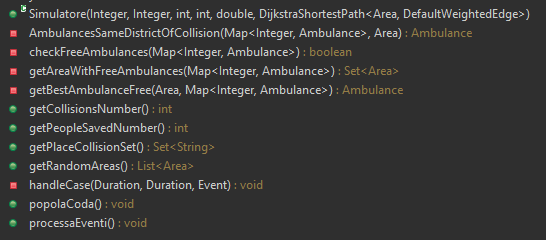 Simulatore(Integer, Integer, int, int, double, DijkstraShortestPath<Area, DefaultWeightedEdge>)
AmbulancesSameDistrictOfCollision(Map<Integer, Ambulance>, Area) : Ambulance
checkFreeAmbulances(Map<Integer, Ambulance>) : boolean
getAreaWithFreeAmbulances(Map<Integer, Ambulance>) : Set<Area>
getBestAmbulanceFree(Area, Map<Integer, Ambulance>) : Ambulance
getCollisionsNumber() : int
getPeopleSavedNumber() : int
getPlaceCollisionSet() : Set<String>
getRandomAreas() : List<Area>
handleCase(Duration, Duration, Event) : void
popolaCoda() : void
processaEventi() : void